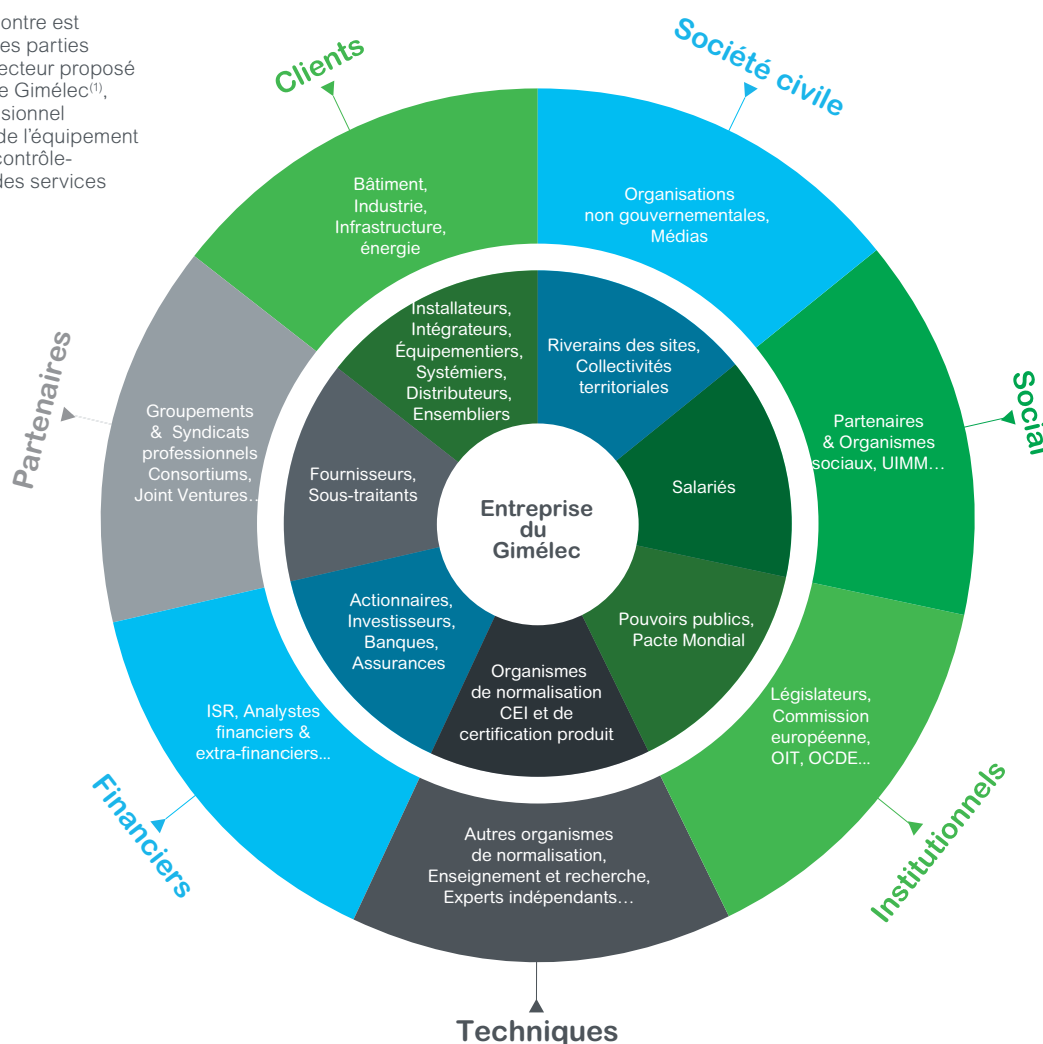 ontre est
es parties
ecteur proposé
e Gimélec(1),
ssionnel
de l'équipement
contrôle-
des services
Clients
Société civile
Bâtiment,
Industrie,
Infrastructure,
énergie
Organisations
non gouvernementales,
Médias
Partenaires
Groupements
& Syndicats
professionnels
Consortiums,
Joint Ventures...
Installateurs,
Intégrateurs,
Équipementiers,
Systémiers,
Distributeurs,
Ensembliers
Riverains des sites,
Collectivités
territoriales
Social
Partenaires
& Organismes
sociaux, UIMM…
Fournisseurs,
Sous-traitants
Salariés
Entreprise
du
Gimélec
Actionnaires,
Investisseurs,
Banques,
Assurances
Pouvoirs publics,
Pacte Mondial
Organismes
de normalisation
CEI et de
certification produit
ISR, Analystes
financiers &
extra-financiers...
Législateurs,
Commission
européenne,
OIT, OCDE...
Financiers
Institutionnels
Autres organismes
de normalisation,
Enseignement et recherche,
Experts indépendants…
Techniques